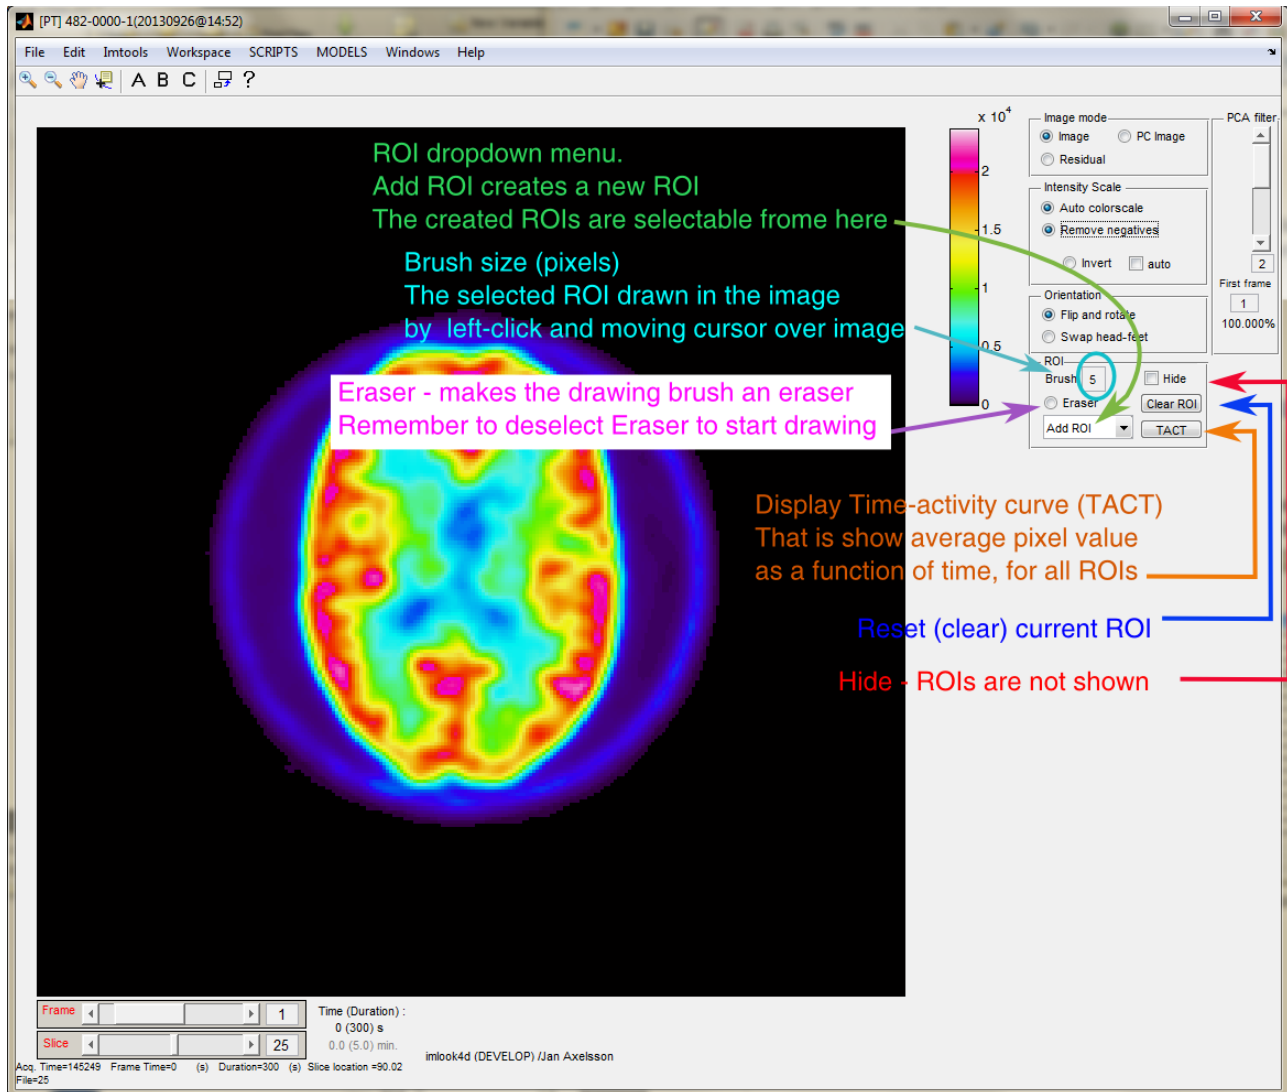 [PT] 482-0000-1(20130926@14:52)
File Edit Imtools Workspace SCRIPTS MODELS Windows Help
A B C ?
x 10^4
2
1.5
1
0.5
0
Image mode
Image PC Image
Residual
PCA filter
2
First frame
1
100.000%
Intensity Scale
Auto colorscale
Remove negatives
Invert auto
Orientation
Flip and rotate
Swap head-feet
ROI
Brush 5 Hide
Eraser Clear ROI
Add ROI TACT
ROI dropdown menu.
Add ROI creates a new ROI
The created ROIs are selectable frome here
Brush size (pixels)
The selected ROI drawn in the image
by left-click and moving cursor over image
Eraser - makes the drawing brush an eraser
Remember to deselect Eraser to start drawing
Display Time-activity curve (TACT)
That is show average pixel value
as a function of time, for all ROIs
Reset (clear) current ROI
Hide - ROIs are not shown
Frame 1
Slice 25
Time (Duration) :
0 (300) s
0.0 (5.0) min.
imlook4d (DEVELOP) /Jan Axelsson
Acq. Time=145249 Frame Time=0 (s) Duration=300 (s) Slice location =90.02
File=25